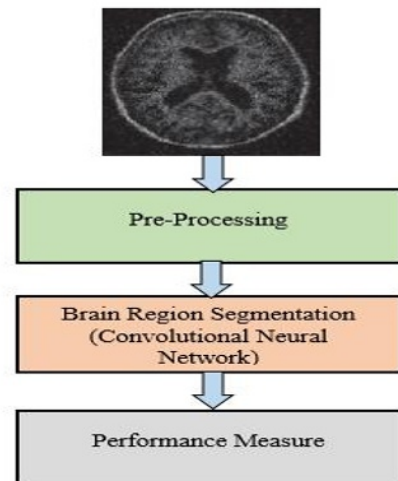 Pre-Processing
Brain Region Segmentation
(Convolutional Neural
Network)
Performance Measure